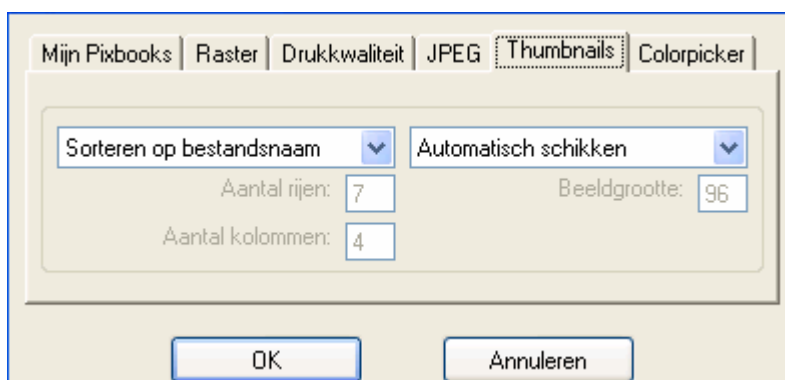 Mijn Pixbooks Raster Drukkwaliteit JPEG Thumbnails Colorpicker
Sorteren op bestandsnaam Automatisch schikken
Aantal rijen: 7 Beeldgrootte: 96
Aantal kolommen: 4
OK Annuleren